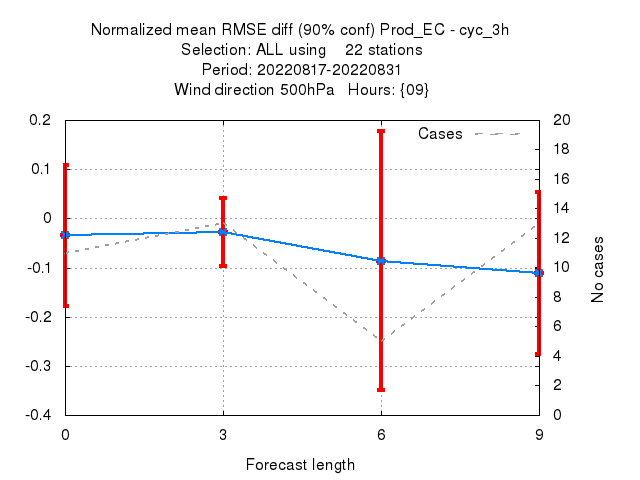 Normalized mean RMSE diff (90% conf) Prod_EC - cyc_3h
Selection: ALL using    22 stations
Period: 20220817-20220831
Wind direction 500hPa   Hours: {09}
0.2
0.1
0
-0.1
-0.2
-0.3
-0.4
Cases
20
18
16
14
12
10
8
6
4
2
0
No cases
0 3 6 9
Forecast length